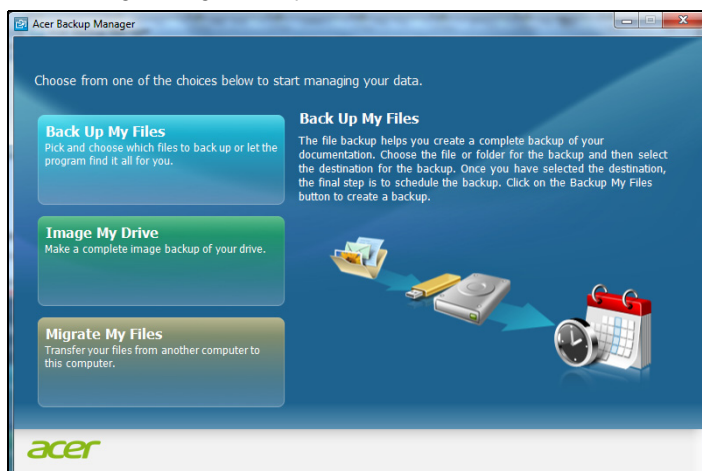 Acer Backup Manager
Choose from one of the choices below to start managing your data.
Back Up My Files
Pick and choose which files to back up or let the
program find it all for you.
Image My Drive
Make a complete image backup of your drive.
Migrate My Files
Transfer your files from another computer to
this computer.
Back Up My Files
The file backup helps you create a complete backup of your
documentation. Choose the file or folder for the backup and then select
the destination for the backup. Once you have selected the destination,
the final step is to schedule the backup. Click on the Backup My Files
button to create a backup.
acer